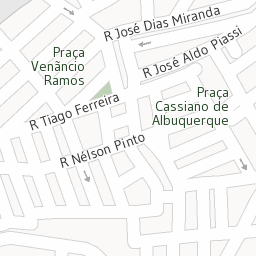 R José Dias Miranda
Praça
Venâncio
Ramos
R José Aldo Piassi
Praça
Cassiano de
Albuquerque
R Tiago Ferreira
R Nélson Pinto